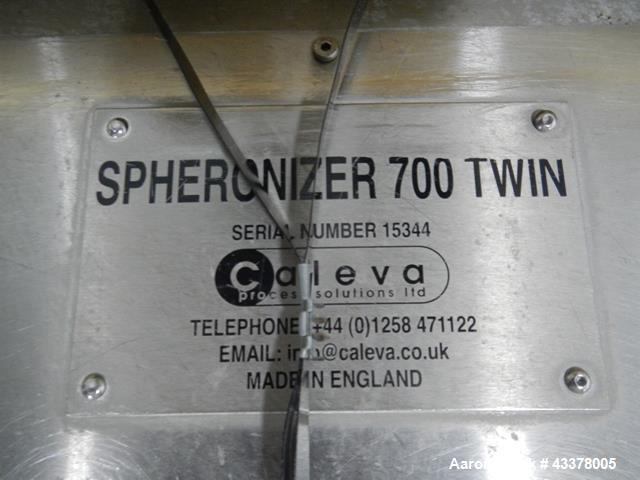 SPHERONIZER 700 TWIN
SERIAL NUMBER 15344
Caleva
process solutions ltd
TELEPHONE +44 (0)1258 471122
EMAIL: info@caleva.co.uk
MADE IN ENGLAND
# 43378005